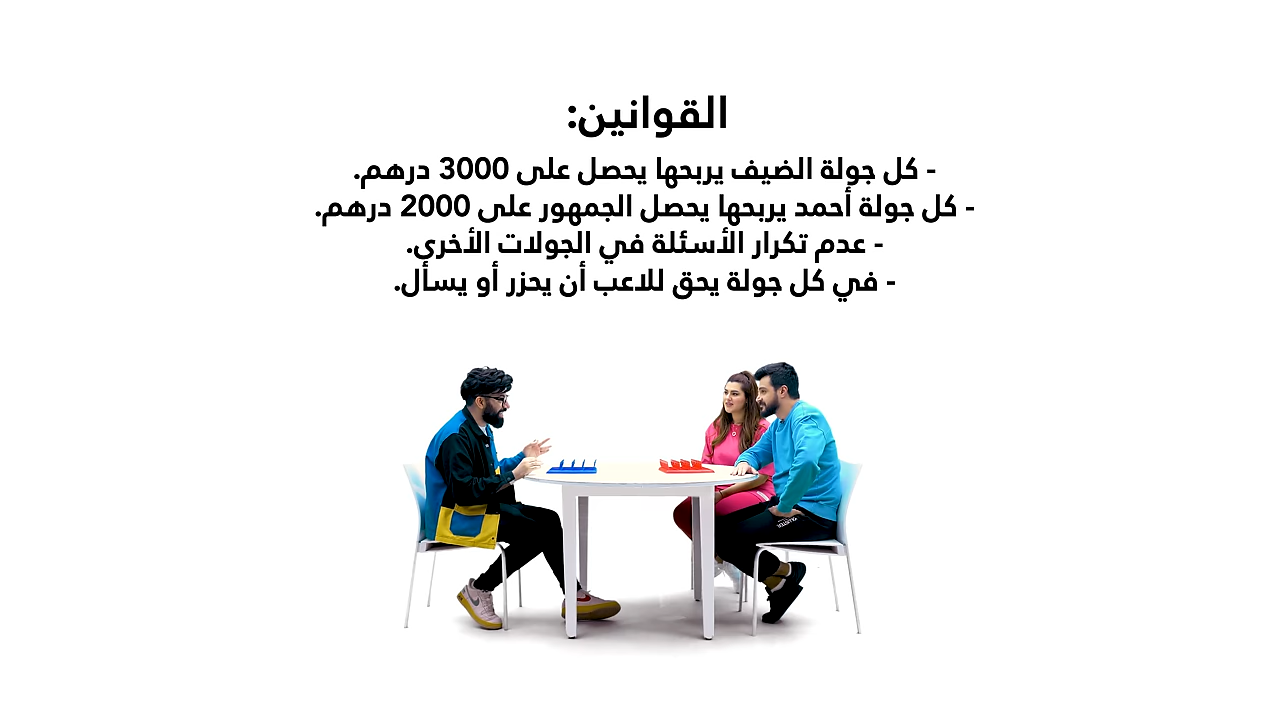 القوانين:
- كل جولة الضيف يربحها يحصل على 3000 درهم.
- كل جولة أحمد يربحها يحصل الجمهور على 2000 درهم.
- عدم تكرار الأسئلة في الجولات الأخرى.
- في كل جولة يحق للاعب أن يحزر أو يسأل.